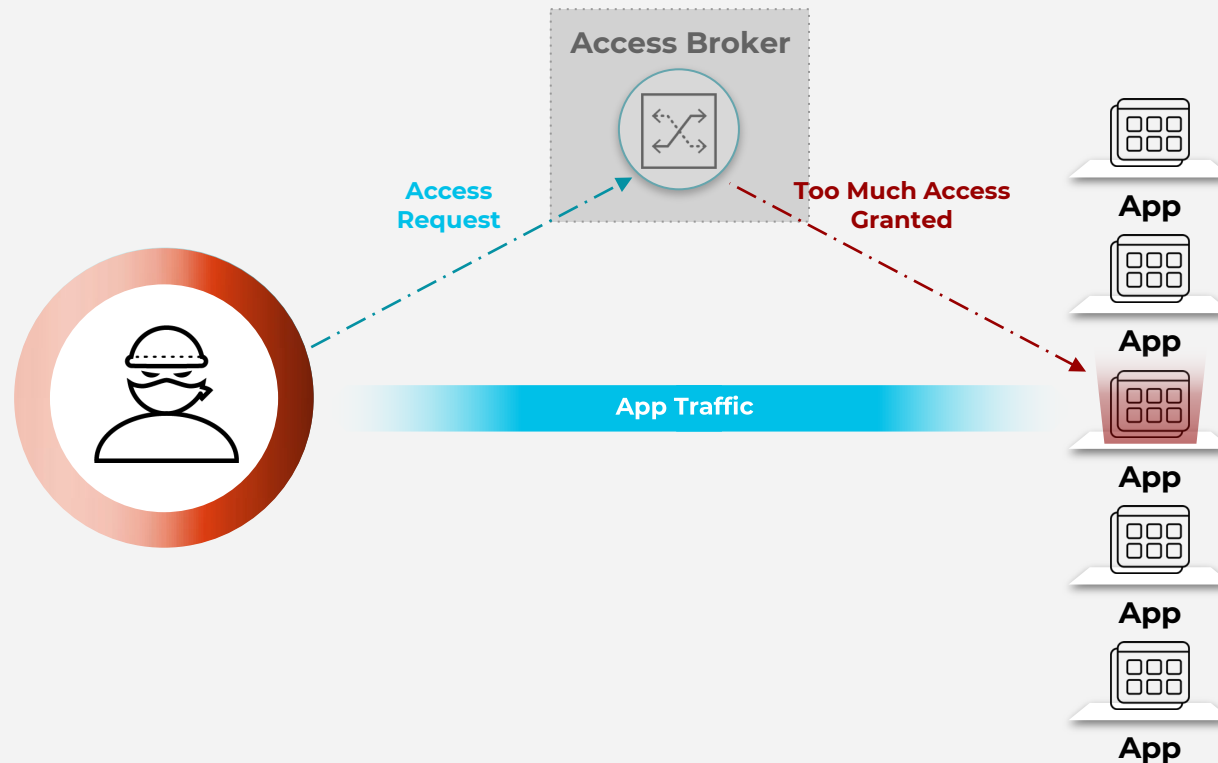 Access Broker
Access
Request
Too Much Access
Granted
App
App
App Traffic
App
App
App